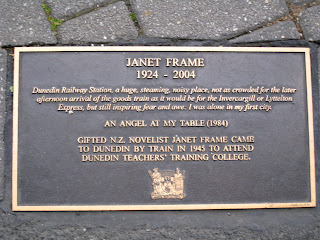 JANET FRAME
1924 - 2004
Dunedin Railway Station, a huge, steaming, noisy place, not as crowded for the later
afternoon arrival of the goods train as it would be for the Invercargill or Lyttelton
Express, but still inspiring fear and awe. I was alone in my first city.
AN ANGEL AT MY TABLE (1984)
GIFTED N.Z. NOVELIST JANET FRAME CAME
TO DUNEDIN BY TRAIN IN 1945 TO ATTEND
DUNEDIN TEACHERS' TRAINING COLLEGE.